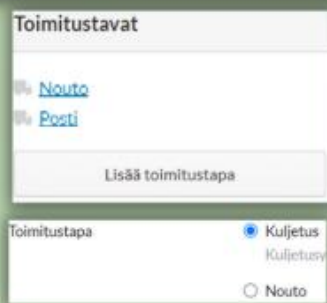 Toimitustavat
Nouto
Posti
Lisää toimitustapa
Toimitustapa
Kuljetus
Nouto